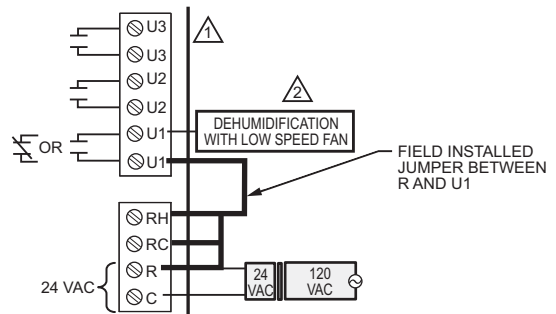 U3
U3
U2
U2
U1
U1
OR
1
2
DEHUMIDIFICATION
WITH LOW SPEED FAN
FIELD INSTALLED
JUMPER BETWEEN
R AND U1
RH
RC
R
C
24 VAC
24
VAC
120
VAC